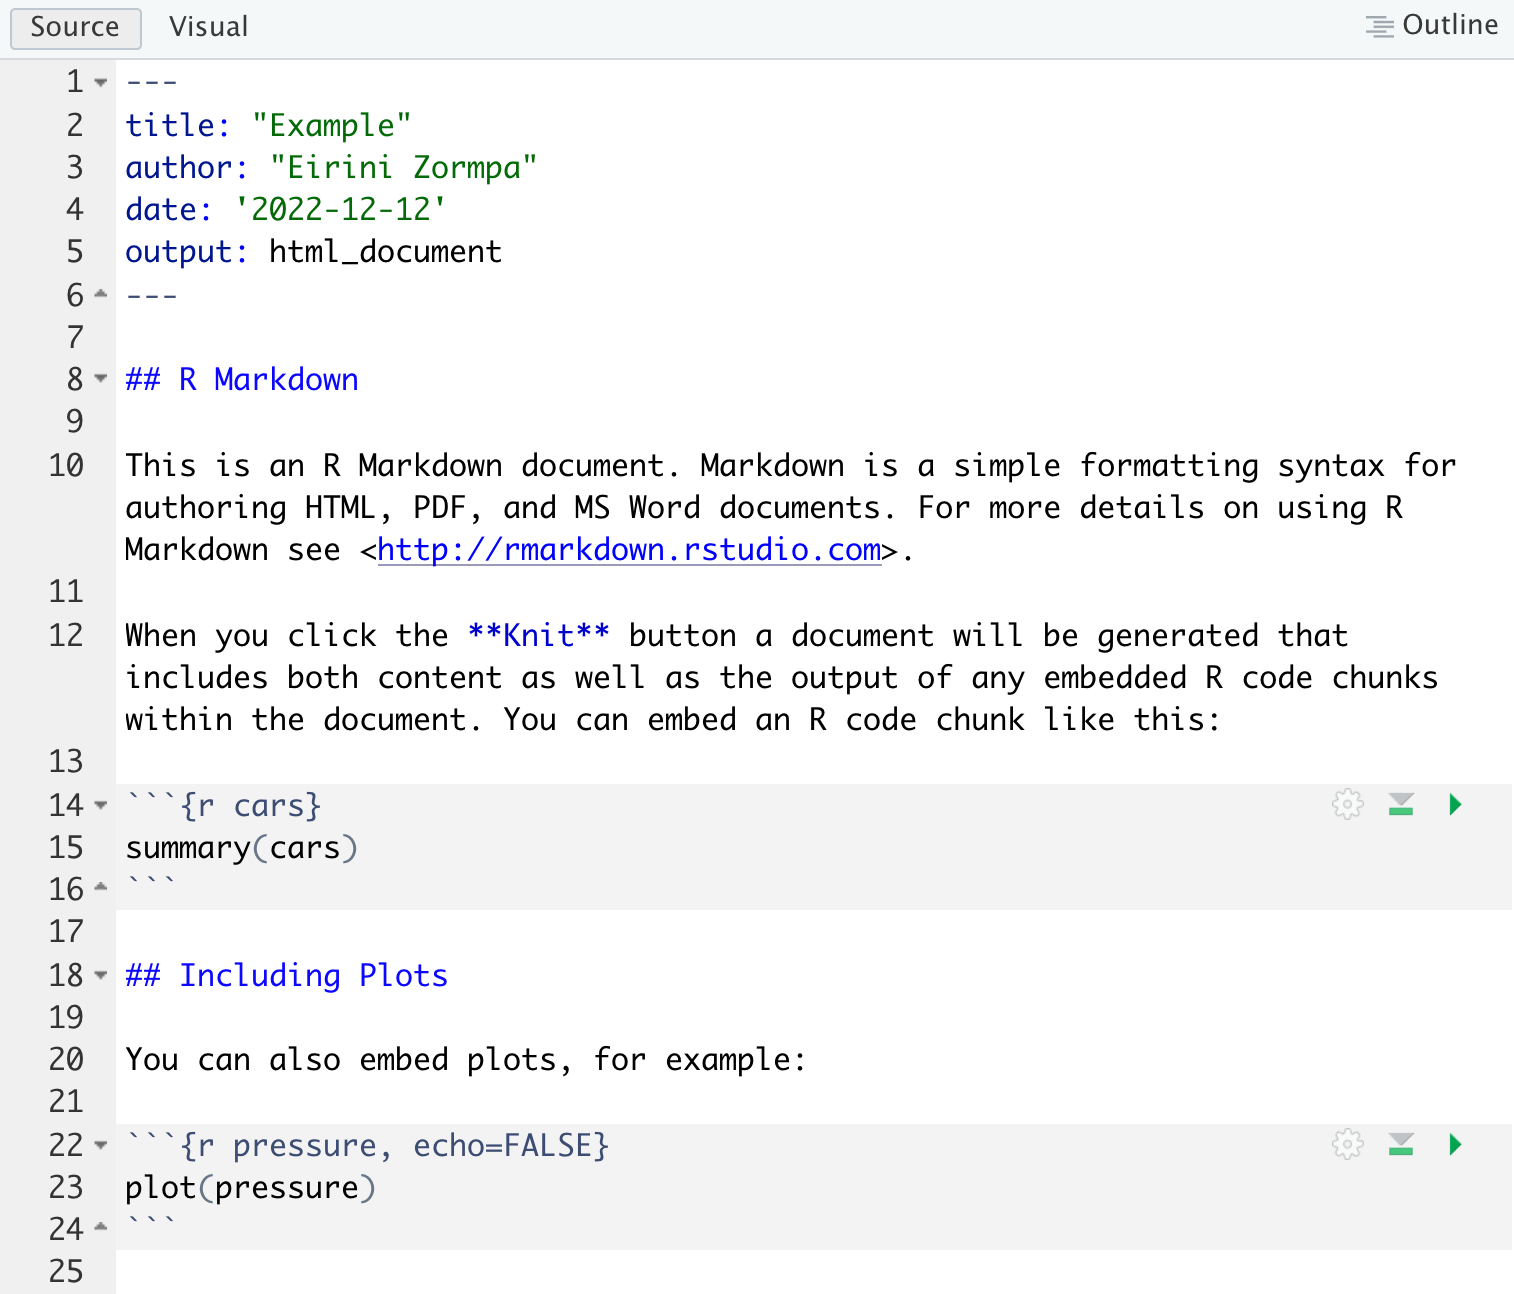 Source Visual Outline
1 ---
2 title: "Example"
3 author: "Eirini Zormpa"
4 date: '2022-12-12'
5 output: html_document
6 ---
7
8 ## R Markdown
9
10 This is an R Markdown document. Markdown is a simple formatting syntax for
authoring HTML, PDF, and MS Word documents. For more details on using R
Markdown see <http://rmarkdown.rstudio.com>.
11
12 When you click the **Knit** button a document will be generated that
includes both content as well as the output of any embedded R code chunks
within the document. You can embed an R code chunk like this:
13
14 ```{r cars}
15 summary(cars)
16 ```
17
18 ## Including Plots
19
20 You can also embed plots, for example:
21
22 ```{r pressure, echo=FALSE}
23 plot(pressure)
24 ```
25